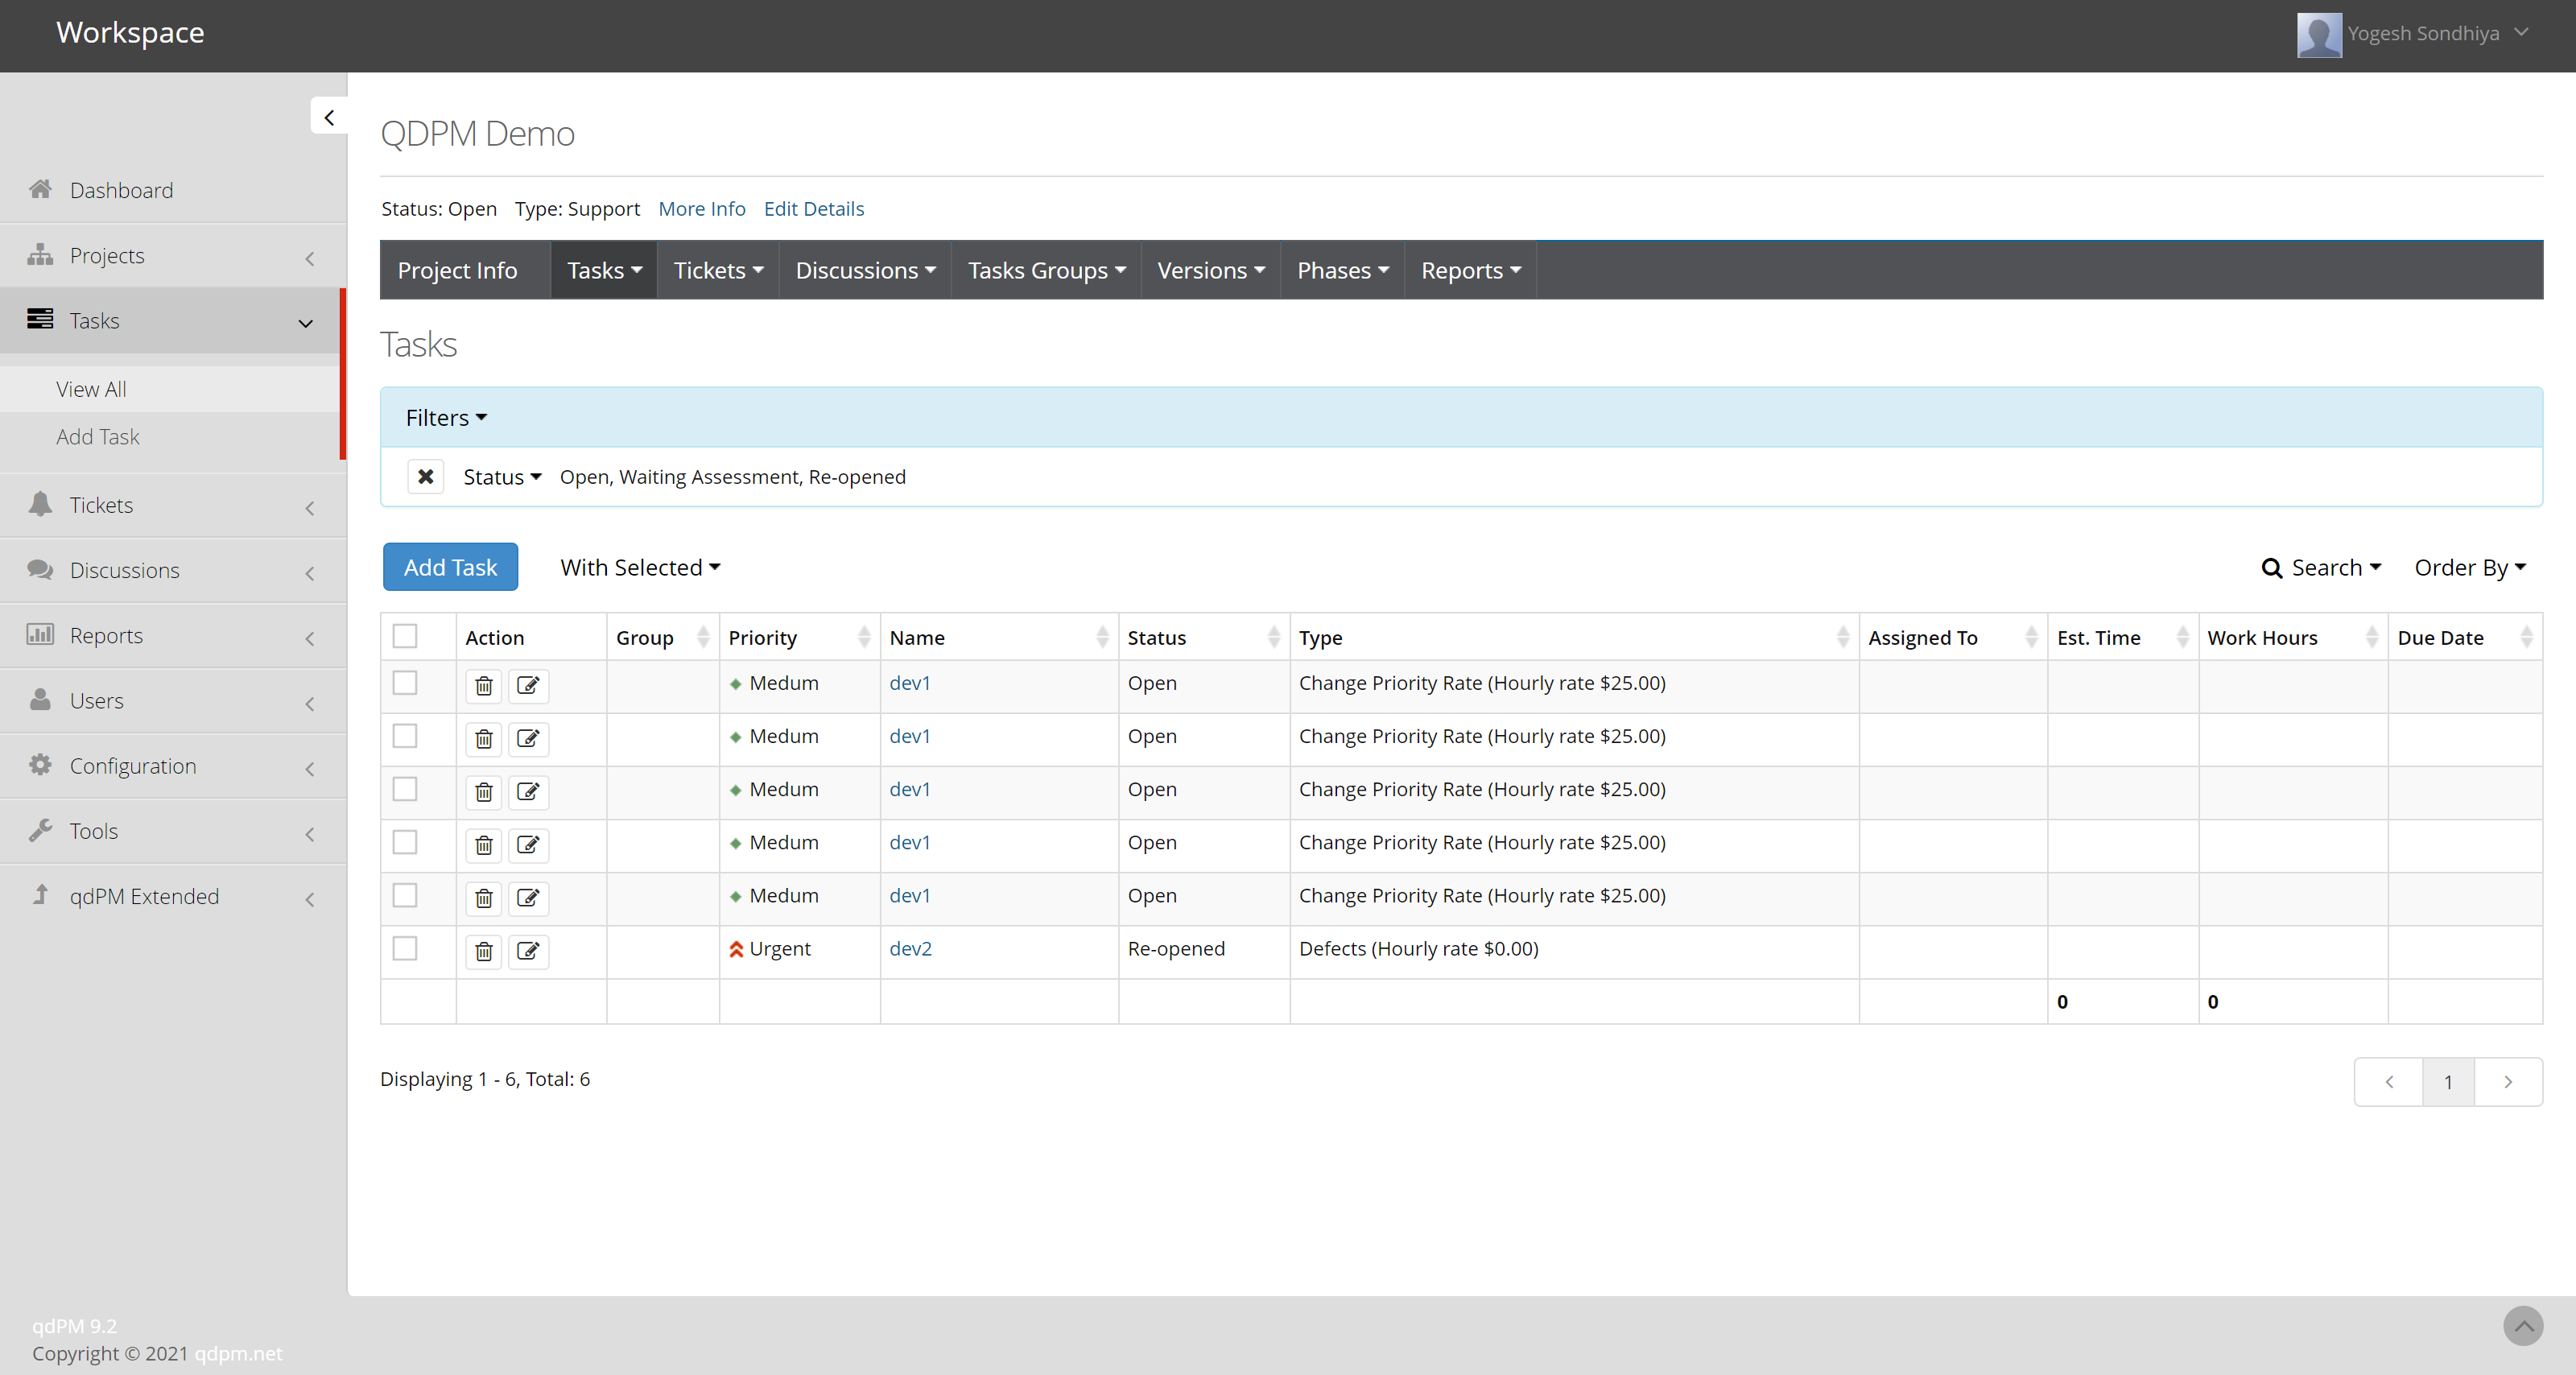 Workspace
Yogesh Sondhiya
Dashboard
Projects
Tasks
View All
Add Task
Tickets
Discussions
Reports
Users
Configuration
Tools
qdPM Extended
QDPM Demo
Status: Open Type: Support More Info Edit Details
Project Info Tasks Tickets Discussions Tasks Groups Versions Phases Reports
Tasks
Filters
Status Open, Waiting Assessment, Re-opened
Add Task With Selected Search Order By
Action Group Priority Name Status Type Assigned To Est. Time Work Hours Due Date
Medum dev1 Open Change Priority Rate (Hourly rate $25.00)
Medum dev1 Open Change Priority Rate (Hourly rate $25.00)
Medum dev1 Open Change Priority Rate (Hourly rate $25.00)
Medum dev1 Open Change Priority Rate (Hourly rate $25.00)
Medum dev1 Open Change Priority Rate (Hourly rate $25.00)
Urgent dev2 Re-opened Defects (Hourly rate $0.00)
0 0
Displaying 1 - 6, Total: 6
1
qdPM 9.2
Copyright © 2021 qdpm.net